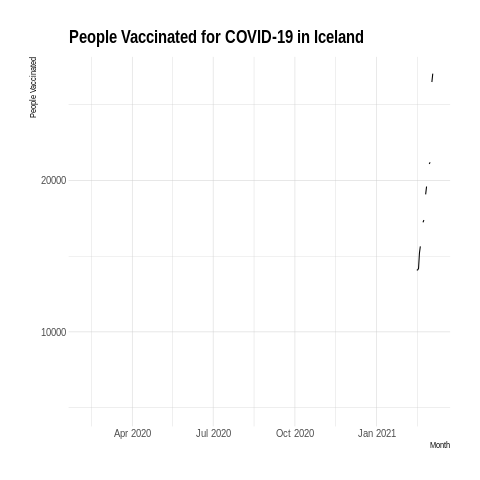 People Vaccinated for COVID-19 in Iceland
People Vaccinated
20000
10000
Apr 2020
Jul 2020
Oct 2020
Jan 2021
Month